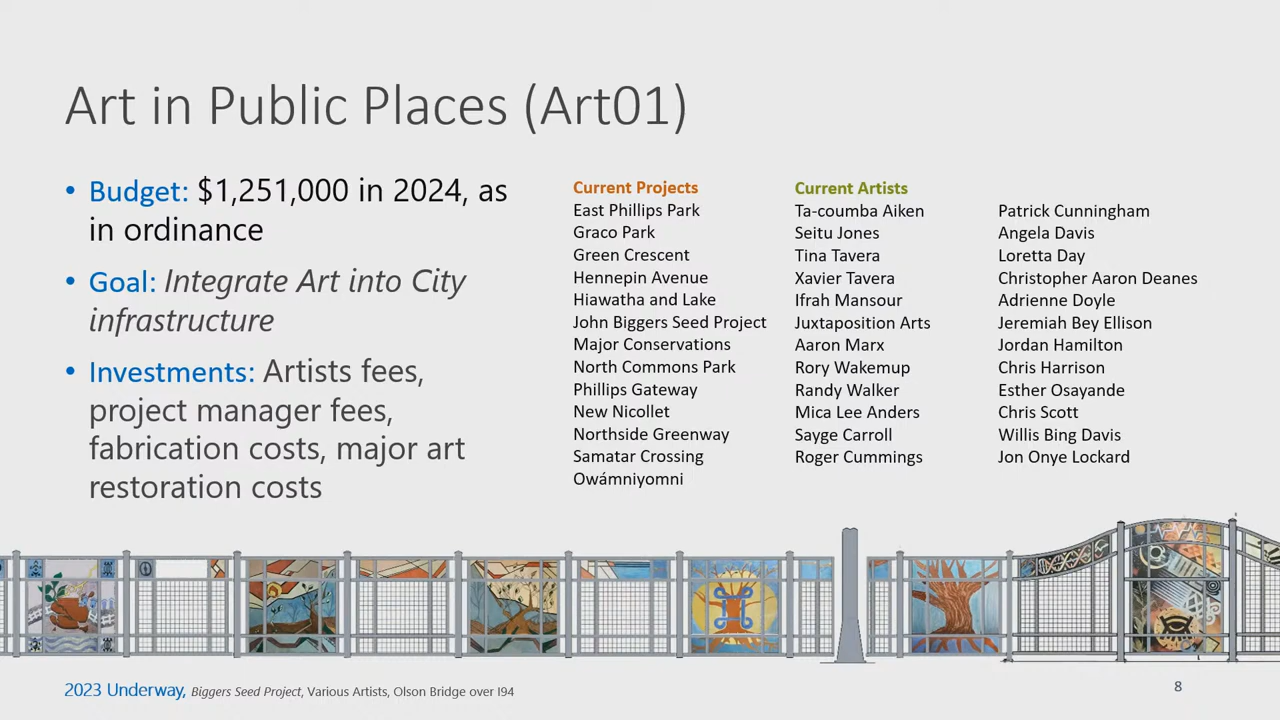 Art in Public Places (Art01)
• Budget: $1,251,000 in 2024, as
in ordinance
• Goal: Integrate Art into City
infrastructure
• Investments: Artists fees,
project manager fees,
fabrication costs, major art
restoration costs
Current Projects
East Phillips Park
Graco Park
Green Crescent
Hennepin Avenue
Hiawatha and Lake
John Biggers Seed Project
Major Conservations
North Commons Park
Phillips Gateway
New Nicollet
Northside Greenway
Samatar Crossing
Owámniyomni
Current Artists
Ta-coumba Aiken
Seitu Jones
Tina Tavera
Xavier Tavera
Ifrah Mansour
Juxtaposition Arts
Aaron Marx
Rory Wakemup
Randy Walker
Mica Lee Anders
Sayge Carroll
Roger Cummings
Patrick Cunningham
Angela Davis
Loretta Day
Christopher Aaron Deanes
Adrienne Doyle
Jeremiah Bey Ellison
Jordan Hamilton
Chris Harrison
Esther Osayande
Chris Scott
Willis Bing Davis
Jon Onye Lockard
2023 Underway, Biggers Seed Project, Various Artists, Olson Bridge over I94
8